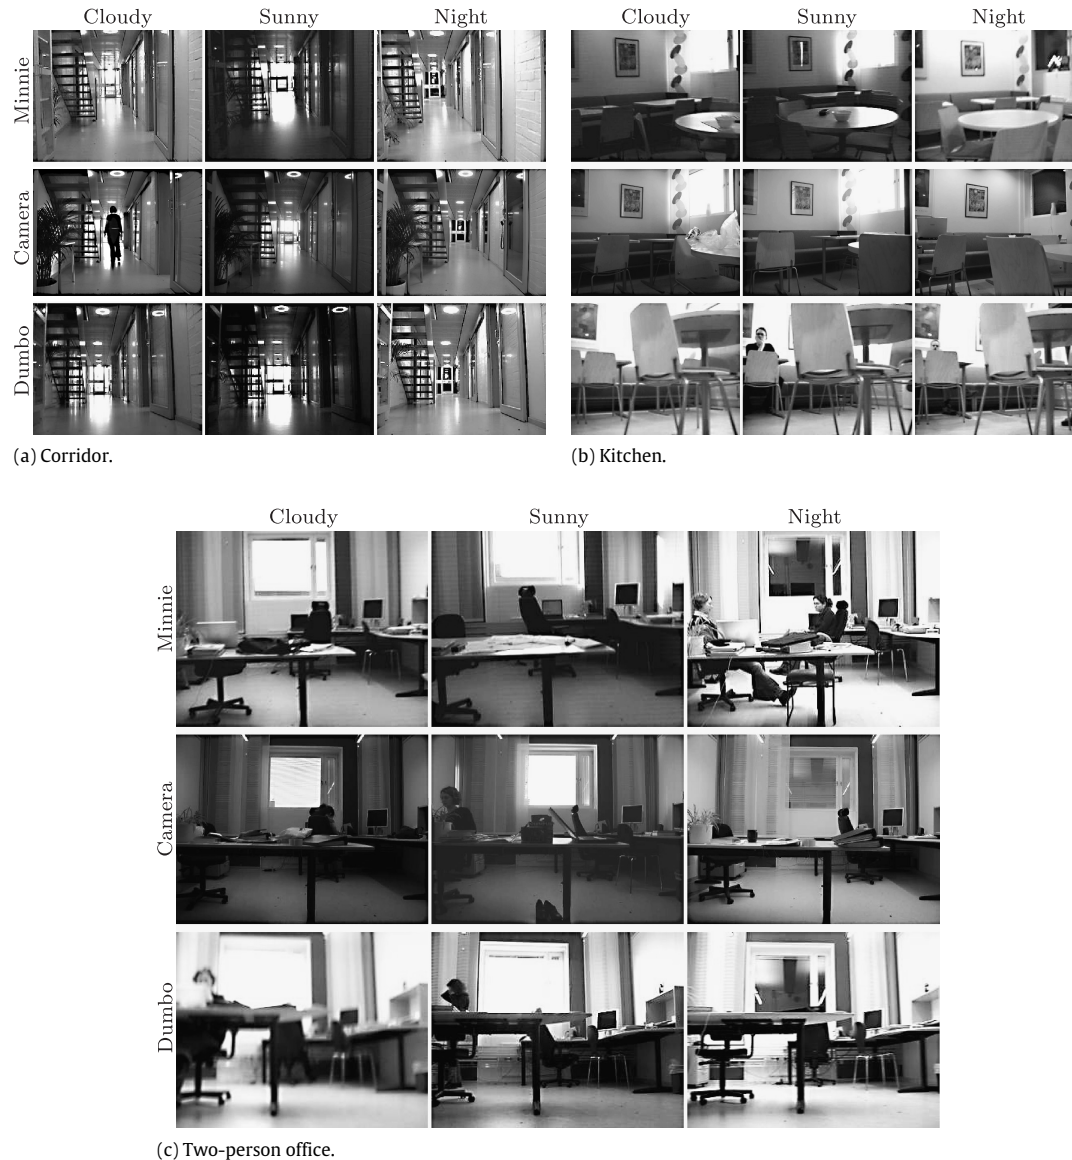 Cloudy Sunny Night
Minnie
Camera
Dumbo
(a) Corridor.
Cloudy Sunny Night
(b) Kitchen.
Cloudy Sunny Night
Minnie
Camera
Dumbo
(c) Two-person office.